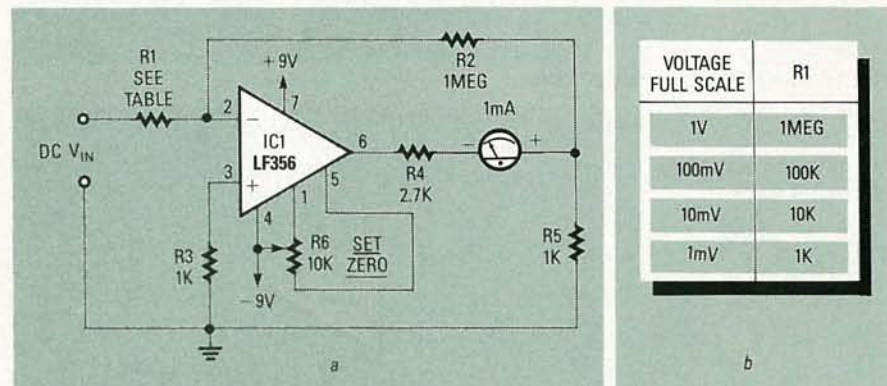 R1
SEE
TABLE
DC V_IN
+9V
R2
1MEG
1mA
2
7
-
IC1
LF356
6
-
+
3
+
5
R4
2.7K
4
1
R3
1K
R6
10K
SET
ZERO
R5
1K
-9V
a
VOLTAGE
FULL SCALE R1
1V 1MEG
100mV 100K
10mV 10K
1mV 1K
b